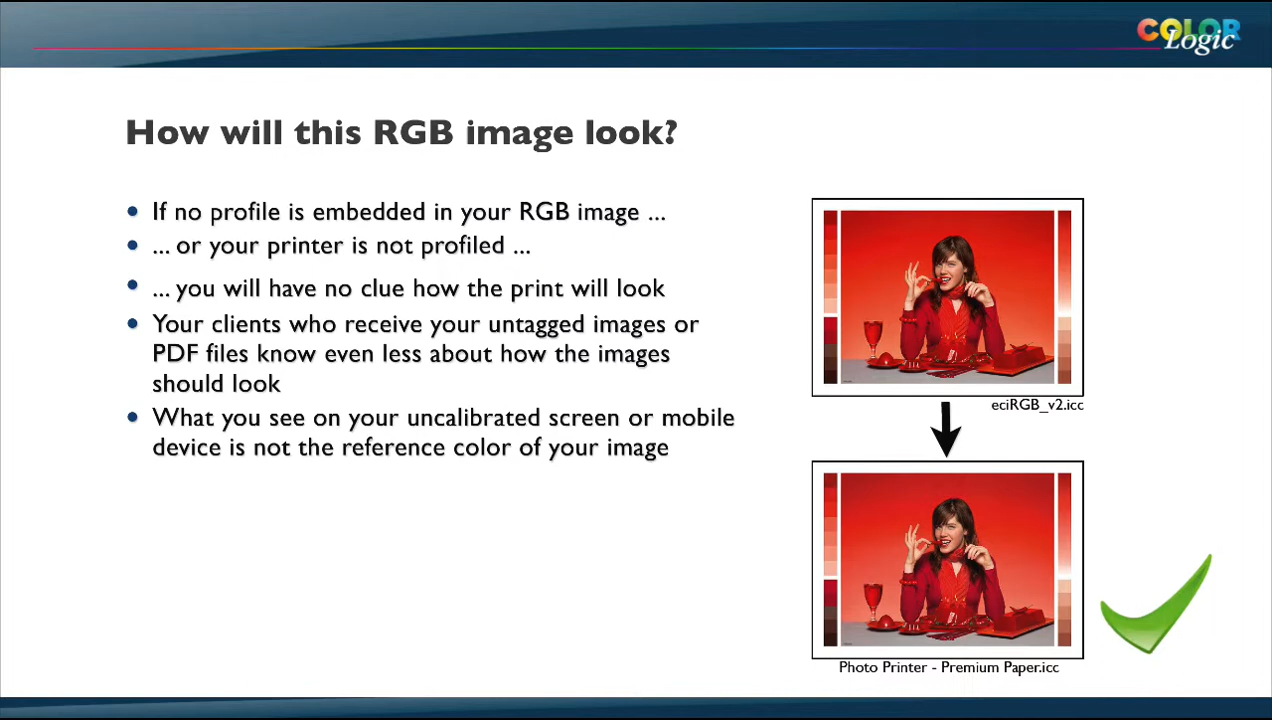 COLOR
Logic
How will this RGB image look?
• If no profile is embedded in your RGB image ...
• ... or your printer is not profiled ...
• ... you will have no clue how the print will look
• Your clients who receive your untagged images or
PDF files know even less about how the images
should look
• What you see on your uncalibrated screen or mobile
device is not the reference color of your image
eciRGB_v2.icc
Photo Printer - Premium Paper.icc